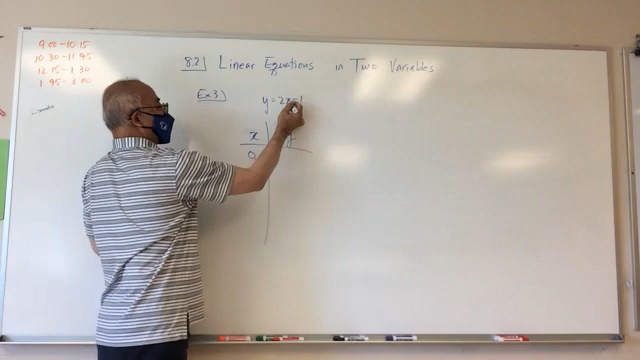 9 00 - 10 15
10 30 - 11 45
12 15 - 1 30
1 45 - 3 00
8.2 Linear Equations in Two Variables
Ex 3)
y = 2x - 1
x
0